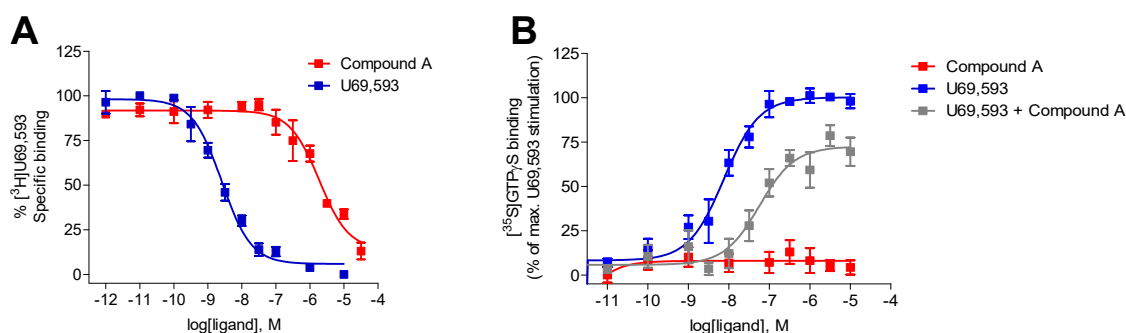 A
% [³H]U69,593
Specific binding
125
100
75
50
25
0
-12 -11 -10 -9 -8 -7 -6 -5 -4
log[ligand], M
Compound A
U69,593
B
[³⁵S]GTPγS binding
(% of max. U69,593 stimulation)
125
100
75
50
25
0
-11 -10 -9 -8 -7 -6 -5 -4
log[ligand], M
Compound A
U69,593
U69,593 + Compound A